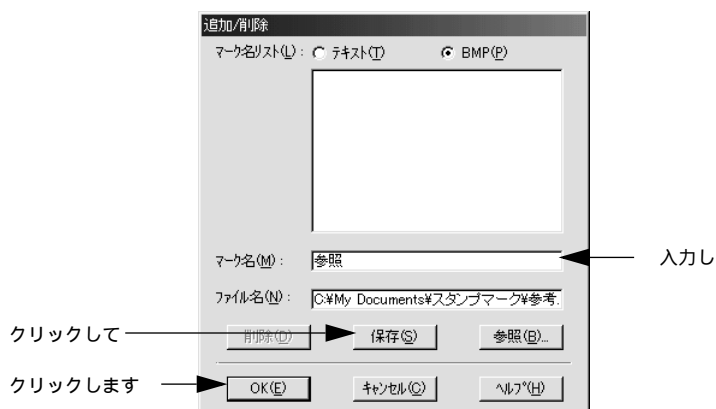 追加/削除
マーク名リスト(L): テキスト(T) BMP(P)
マーク名(M): 参照 入力し
ファイル名(N): C:¥My Documents¥スタンプマーク¥参考.
クリックして 削除(D) 保存(S) 参照(B)...
クリックします OK(E) キャンセル(C) ヘルプ(H)